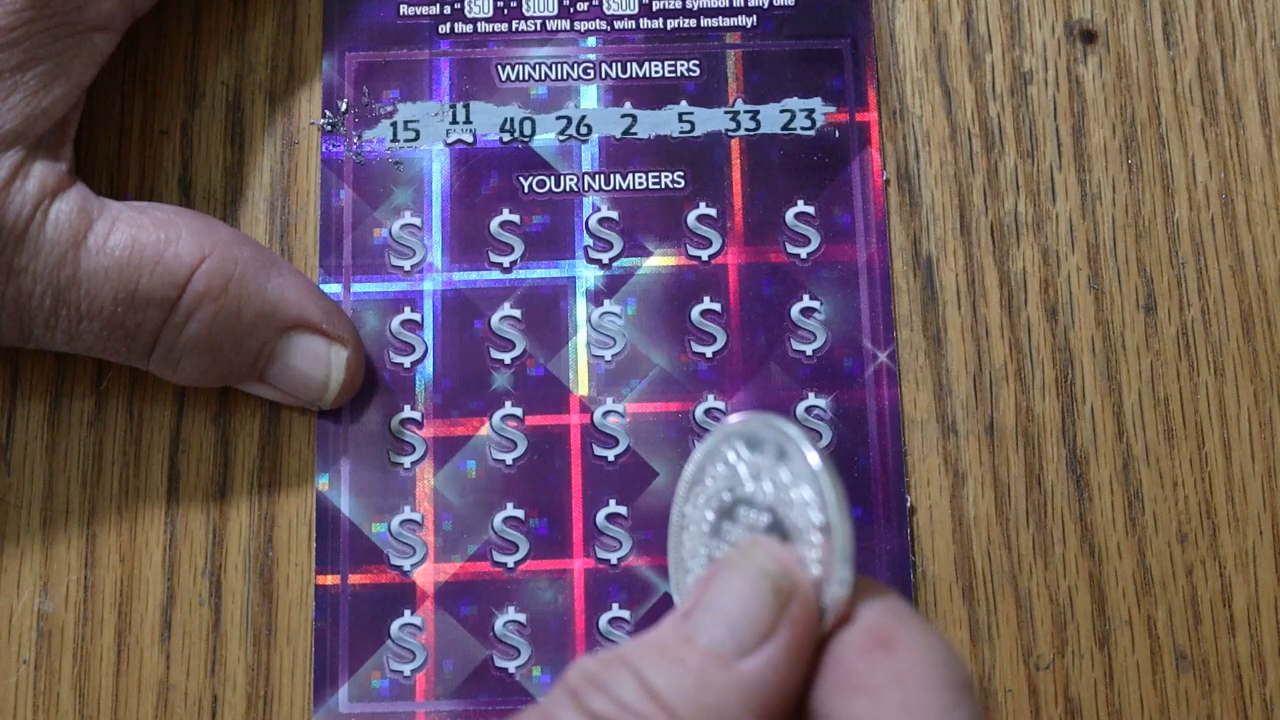 Reveal a "$50", "$100", or "$500" prize symbol in any one
of the three FAST WIN spots, win that prize instantly!
WINNING NUMBERS
15 11 40 26 2 5 33 23
YOUR NUMBERS
$ $ $ $ $
$ $ $ $ $
$ $ $ $ $
$ $ $
$ $ $